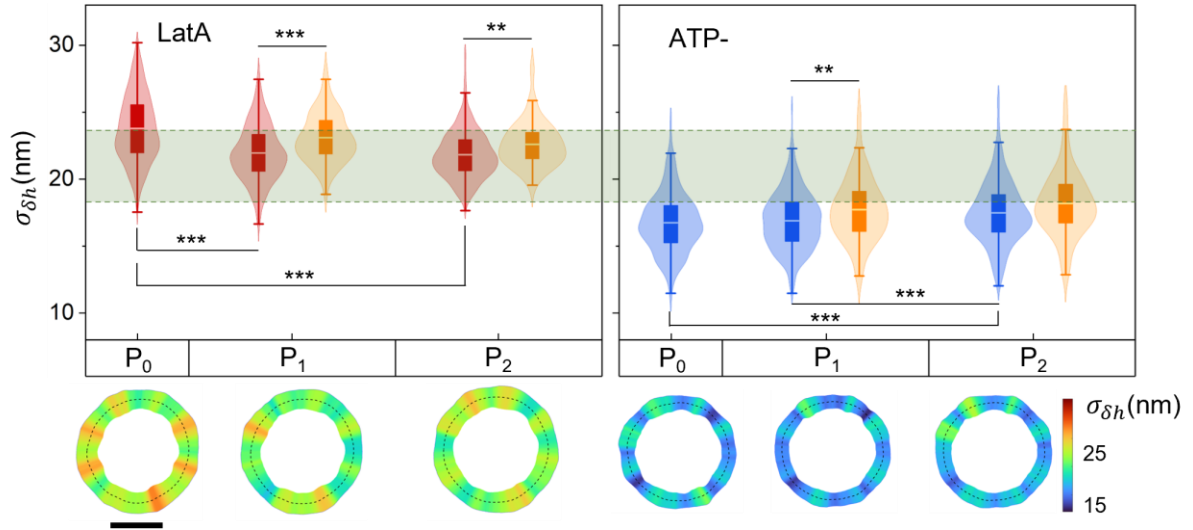 LatA
ATP-
*** ** **
30
20
10
σδh(nm)
***
***
***
***
P0 P1 P2 P0 P1 P2
σδh(nm)
25
15